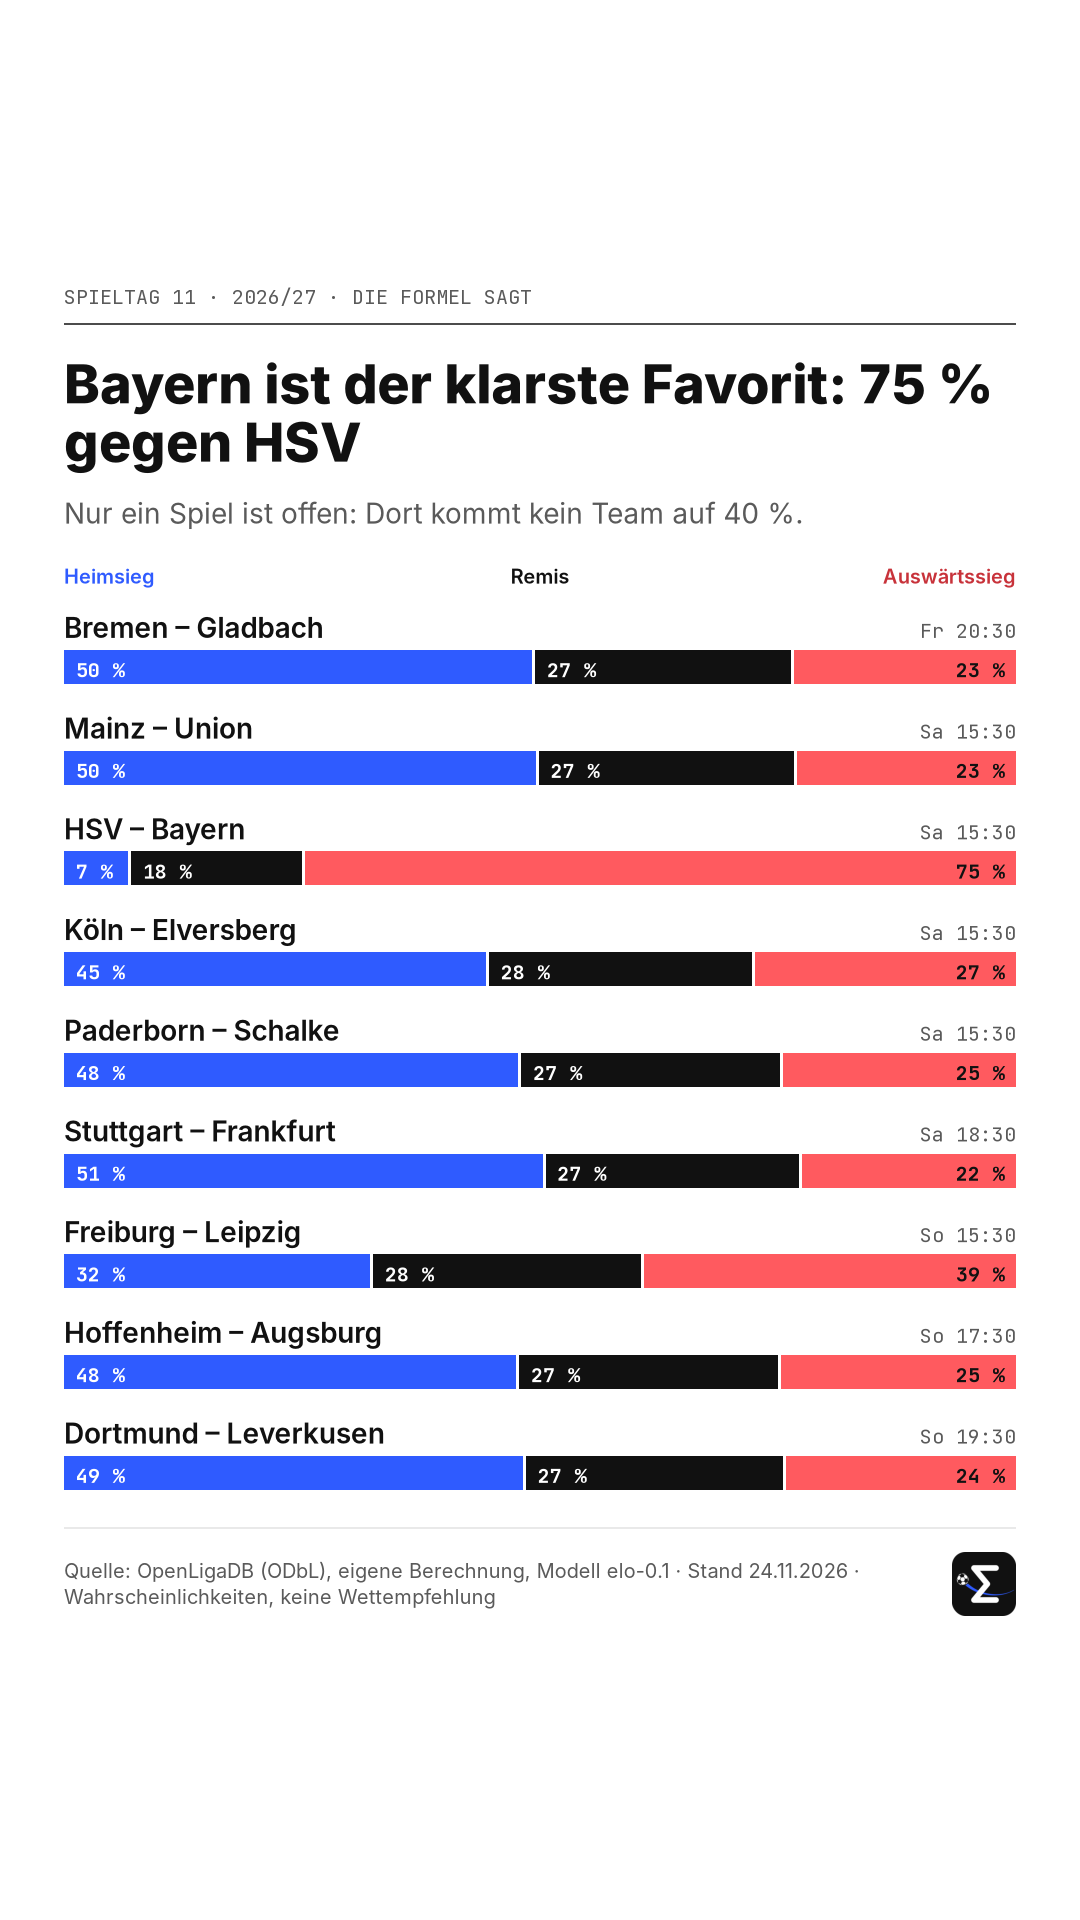 SPIELTAG 11 · 2026/27 · DIE FORMEL SAGT
Bayern ist der klarste Favorit: 75 %
gegen HSV
Nur ein Spiel ist offen: Dort kommt kein Team auf 40 %.
Heimsieg Remis Auswärtssieg
Bremen – Gladbach Fr 20:30
50 % 27 % 23 %
Mainz – Union Sa 15:30
50 % 27 % 23 %
HSV – Bayern Sa 15:30
7 % 18 % 75 %
Köln – Elversberg Sa 15:30
45 % 28 % 27 %
Paderborn – Schalke Sa 15:30
48 % 27 % 25 %
Stuttgart – Frankfurt Sa 18:30
51 % 27 % 22 %
Freiburg – Leipzig So 15:30
32 % 28 % 39 %
Hoffenheim – Augsburg So 17:30
48 % 27 % 25 %
Dortmund – Leverkusen So 19:30
49 % 27 % 24 %
Quelle: OpenLigaDB (ODbL), eigene Berechnung, Modell elo-0.1 · Stand 24.11.2026 ·
Wahrscheinlichkeiten, keine Wettempfehlung
Σ